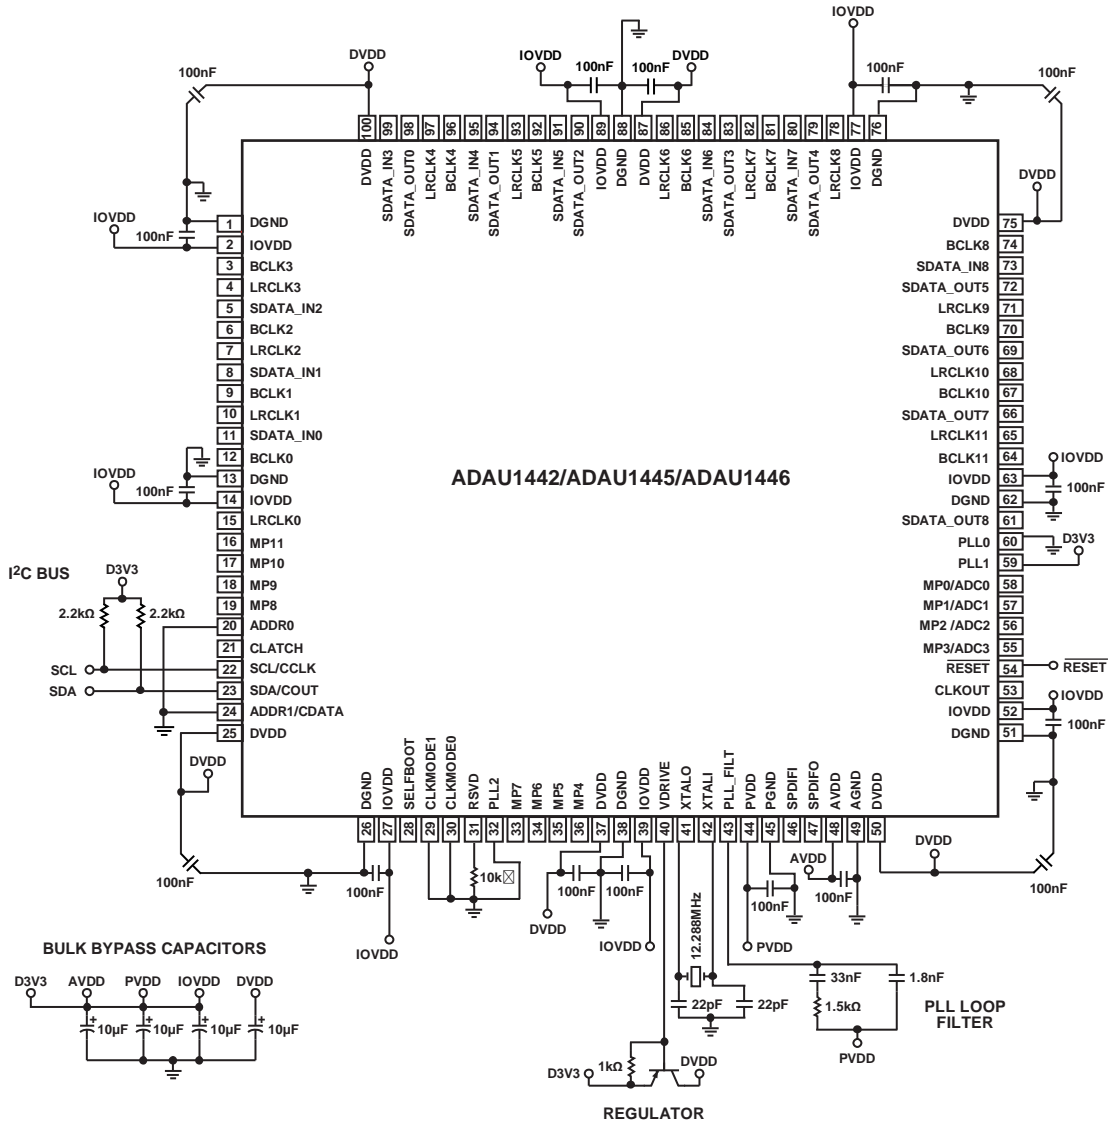 IOVDD
DVDD
IOVDD
DVDD
100nF
100nF
100nF
100nF
100nF
100 99 98 97 96 95 94 93 92 91 90 89 88 87 86 85 84 83 82 81 80 79 78 77 76
DVDD
SDATA_IN3
SDATA_OUT0
LRCLK4
BCLK4
SDATA_IN4
SDATA_OUT1
LRCLK5
BCLK5
SDATA_IN5
SDATA_OUT2
IOVDD
DGND
DVDD
LRCLK6
BCLK6
SDATA_IN6
SDATA_OUT3
LRCLK7
BCLK7
SDATA_IN7
SDATA_OUT4
LRCLK8
IOVDD
DGND
IOVDD
100nF
1 DGND
2 IOVDD
3 BCLK3
4 LRCLK3
5 SDATA_IN2
6 BCLK2
7 LRCLK2
8 SDATA_IN1
9 BCLK1
10 LRCLK1
11 SDATA_IN0
12 BCLK0
13 DGND
14 IOVDD
15 LRCLK0
16 MP11
17 MP10
18 MP9
19 MP8
20 ADDR0
21 CLATCH
22 SCL/CCLK
23 SDA/COUT
24 ADDR1/CDATA
25 DVDD
IOVDD
100nF
I2C BUS
D3V3
2.2kΩ
2.2kΩ
SCL
SDA
DVDD
ADAU1442/ADAU1445/ADAU1446
DVDD
DVDD 75
BCLK8 74
SDATA_IN8 73
SDATA_OUT5 72
LRCLK9 71
BCLK9 70
SDATA_OUT6 69
LRCLK10 68
BCLK10 67
SDATA_OUT7 66
LRCLK11 65
BCLK11 64
IOVDD 63
DGND 62
SDATA_OUT8 61
PLL0 60
PLL1 59
MP0/ADC0 58
MP1/ADC1 57
MP2 /ADC2 56
MP3/ADC3 55
RESET 54
CLKOUT 53
IOVDD 52
DGND 51
IOVDD
100nF
D3V3
RESET
IOVDD
100nF
DGND
IOVDD
SELFBOOT
CLKMODE1
CLKMODE0
RSVD
PLL2
MP7
MP6
MP5
MP4
DVDD
DGND
IOVDD
VDRIVE
XTALO
XTALI
PLL_FILT
PVDD
PGND
SPDIFI
SPDIFO
AVDD
AGND
DVDD
26 27 28 29 30 31 32 33 34 35 36 37 38 39 40 41 42 43 44 45 46 47 48 49 50
100nF
100nF
IOVDD
10k
100nF
100nF
DVDD
IOVDD
12.288MHz
22pF
22pF
100nF
PVDD
AVDD
100nF
DVDD
100nF
33nF
1.8nF
1.5kΩ
PVDD
PLL LOOP
FILTER
BULK BYPASS CAPACITORS
D3V3 AVDD PVDD IOVDD DVDD
+ + + +
10µF 10µF 10µF 10µF
1kΩ
D3V3
DVDD
REGULATOR